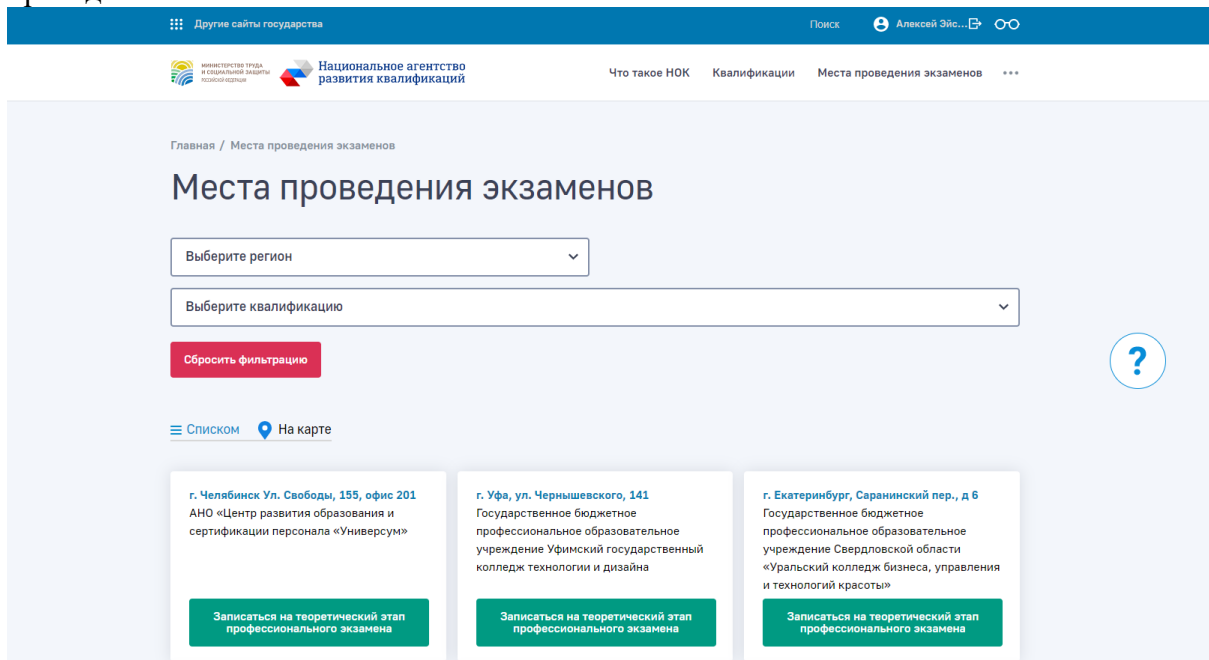 Другие сайты государства
Поиск
Алексей Эйс...
МИНИСТЕРСТВО ТРУДА
И СОЦИАЛЬНОЙ ЗАЩИТЫ
РОССИЙСКОЙ ФЕДЕРАЦИИ
Национальное агентство
развития квалификаций
Что такое НОК
Квалификации
Места проведения экзаменов
Главная / Места проведения экзаменов
Места проведения экзаменов
Выберите регион
Выберите квалификацию
Сбросить фильтрацию
?
Списком
На карте
г. Челябинск Ул. Свободы, 155, офис 201
АНО «Центр развития образования и
сертификации персонала «Универсум»
Записаться на теоретический этап
профессионального экзамена
г. Уфа, ул. Чернышевского, 141
Государственное бюджетное
профессиональное образовательное
учреждение Уфимский государственный
колледж технологии и дизайна
Записаться на теоретический этап
профессионального экзамена
г. Екатеринбург, Саранинский пер., д 6
Государственное бюджетное
профессиональное образовательное
учреждение Свердловской области
«Уральский колледж бизнеса, управления
и технологий красоты»
Записаться на теоретический этап
профессионального экзамена